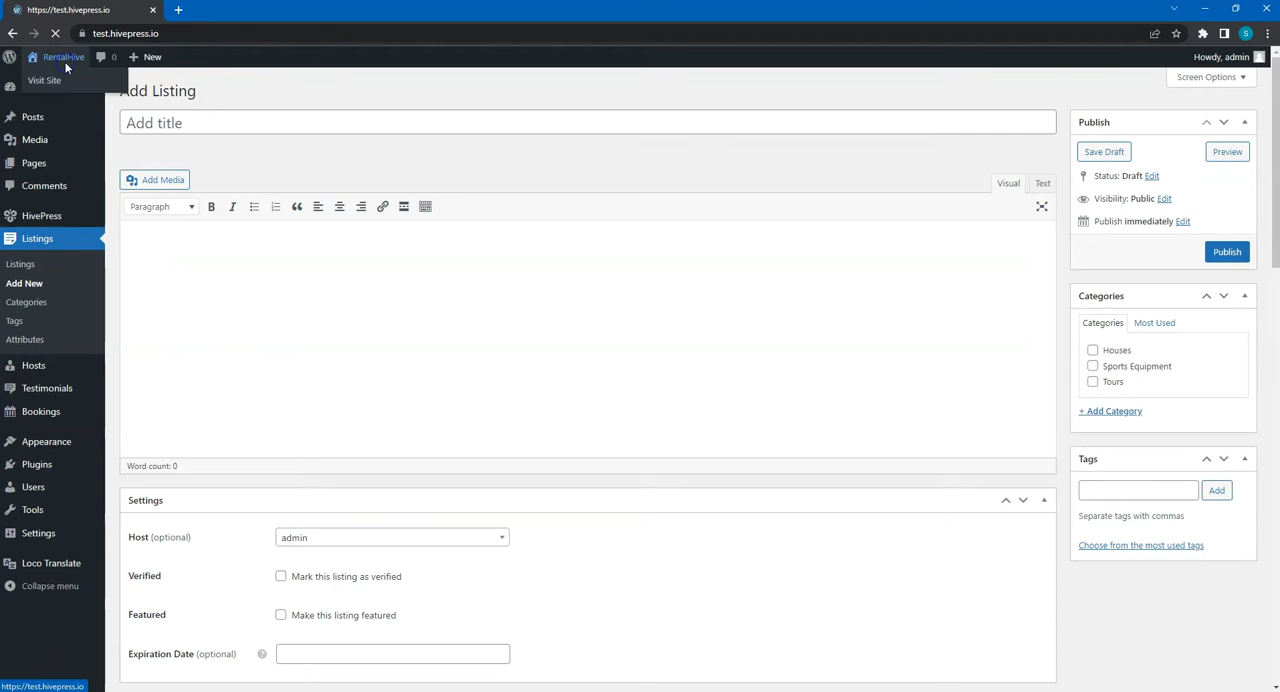 https://test.hivepress.io
test.hivepress.io
RentalHive
0
New
Howdy, admin
Visit Site
Screen Options
Add Listing
Posts
Media
Pages
Comments
HivePress
Listings
Listings
Add New
Categories
Tags
Attributes
Hosts
Testimonials
Bookings
Appearance
Plugins
Users
Tools
Settings
Loco Translate
Collapse menu
https://test.hivepress.io
Add title
Add Media
Visual
Text
Paragraph
Word count: 0
Settings
Host (optional)
admin
Verified
Mark this listing as verified
Featured
Make this listing featured
Expiration Date (optional)
?
Publish
Save Draft
Preview
Status: Draft Edit
Visibility: Public Edit
Publish immediately Edit
Publish
Categories
Categories
Most Used
Houses
Sports Equipment
Tours
+ Add Category
Tags
Add
Separate tags with commas
Choose from the most used tags
S